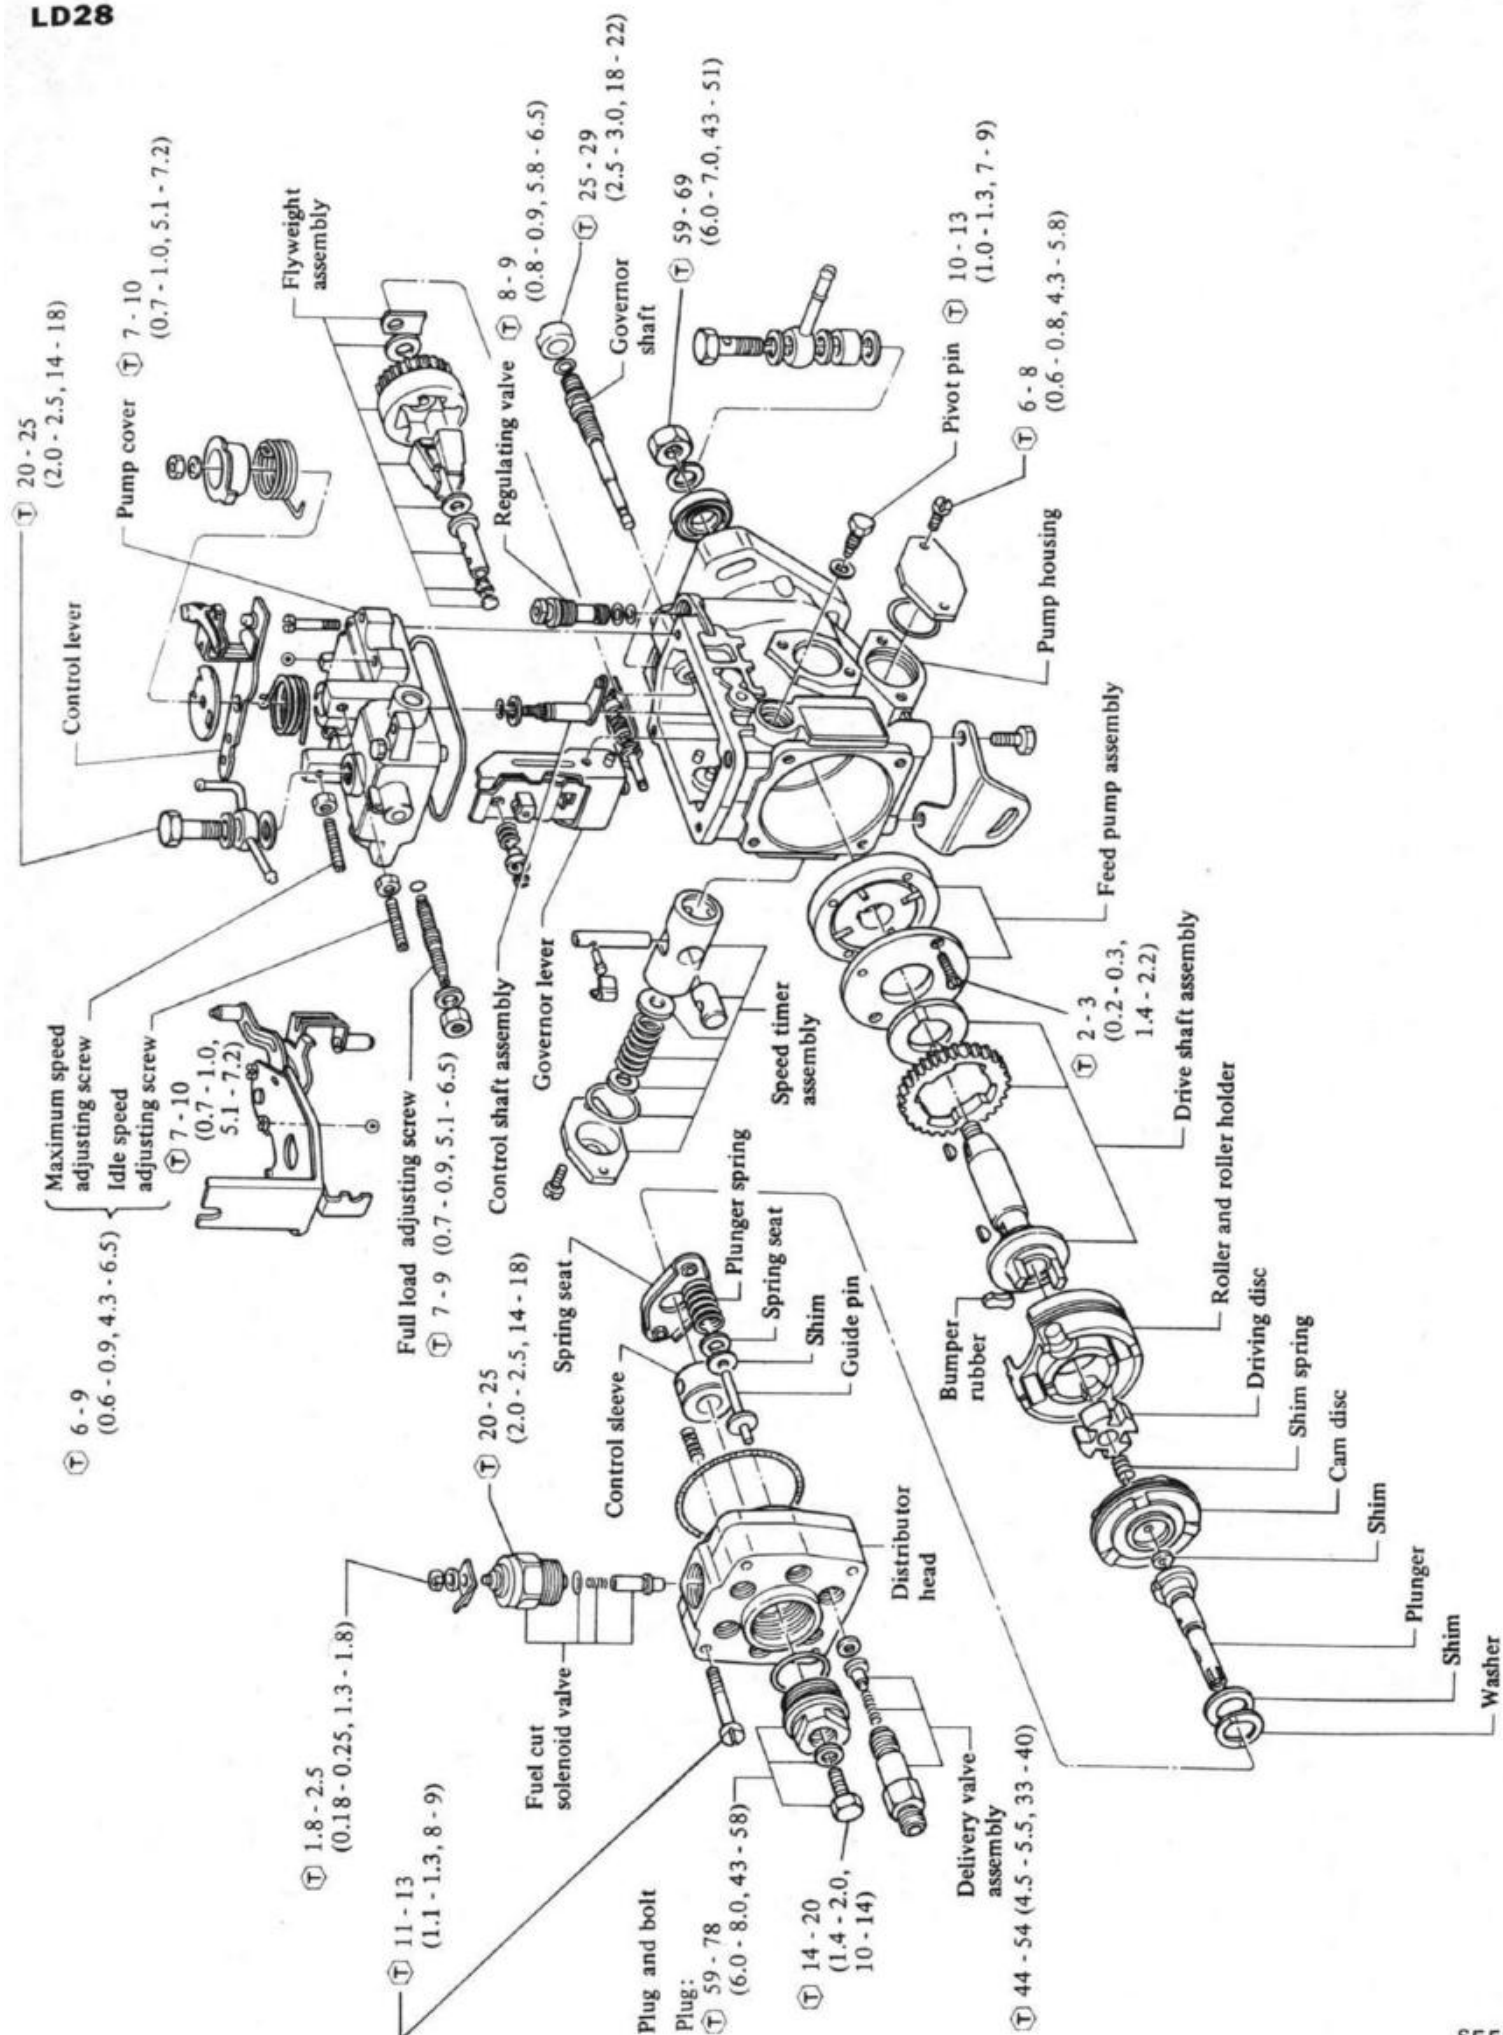 LD28
Ⓣ 20 - 25
(2.0 - 2.5, 14 - 18)
Control lever
Pump cover Ⓣ 7 - 10
(0.7 - 1.0, 5.1 - 7.2)
Flyweight
assembly
Regulating valve Ⓣ 8 - 9
(0.8 - 0.9, 5.8 - 6.5)
Ⓣ 25 - 29
(2.5 - 3.0, 18 - 22)
Governor
shaft
Ⓣ 59 - 69
(6.0 - 7.0, 43 - 51)
Pivot pin Ⓣ 10 - 13
(1.0 - 1.3, 7 - 9)
Ⓣ 6 - 8
(0.6 - 0.8, 4.3 - 5.8)
Pump housing
Maximum speed
adjusting screw
Idle speed
adjusting screw
Ⓣ 6 - 9
(0.6 - 0.9, 4.3 - 6.5)
Ⓣ 7 - 10
(0.7 - 1.0,
5.1 - 7.2)
Full load adjusting screw
Ⓣ 7 - 9 (0.7 - 0.9, 5.1 - 6.5)
Control shaft assembly
Governor lever
Speed timer
assembly
Feed pump assembly
Ⓣ 2 - 3
(0.2 - 0.3,
1.4 - 2.2)
Drive shaft assembly
Roller and roller holder
Bumper
rubber
Driving disc
Shim spring
Cam disc
Shim
Plunger
Shim
Washer
Spring seat
Plunger spring
Spring seat
Shim
Guide pin
Control sleeve
Ⓣ 20 - 25
(2.0 - 2.5, 14 - 18)
Distributor
head
Ⓣ 1.8 - 2.5
(0.18 - 0.25, 1.3 - 1.8)
Fuel cut
solenoid valve
Ⓣ 11 - 13
(1.1 - 1.3, 8 - 9)
Plug and bolt
Plug:
Ⓣ 59 - 78
(6.0 - 8.0, 43 - 58)
Ⓣ 14 - 20
(1.4 - 2.0,
10 - 14)
Delivery valve
assembly
Ⓣ 44 - 54 (4.5 - 5.5, 33 - 40)